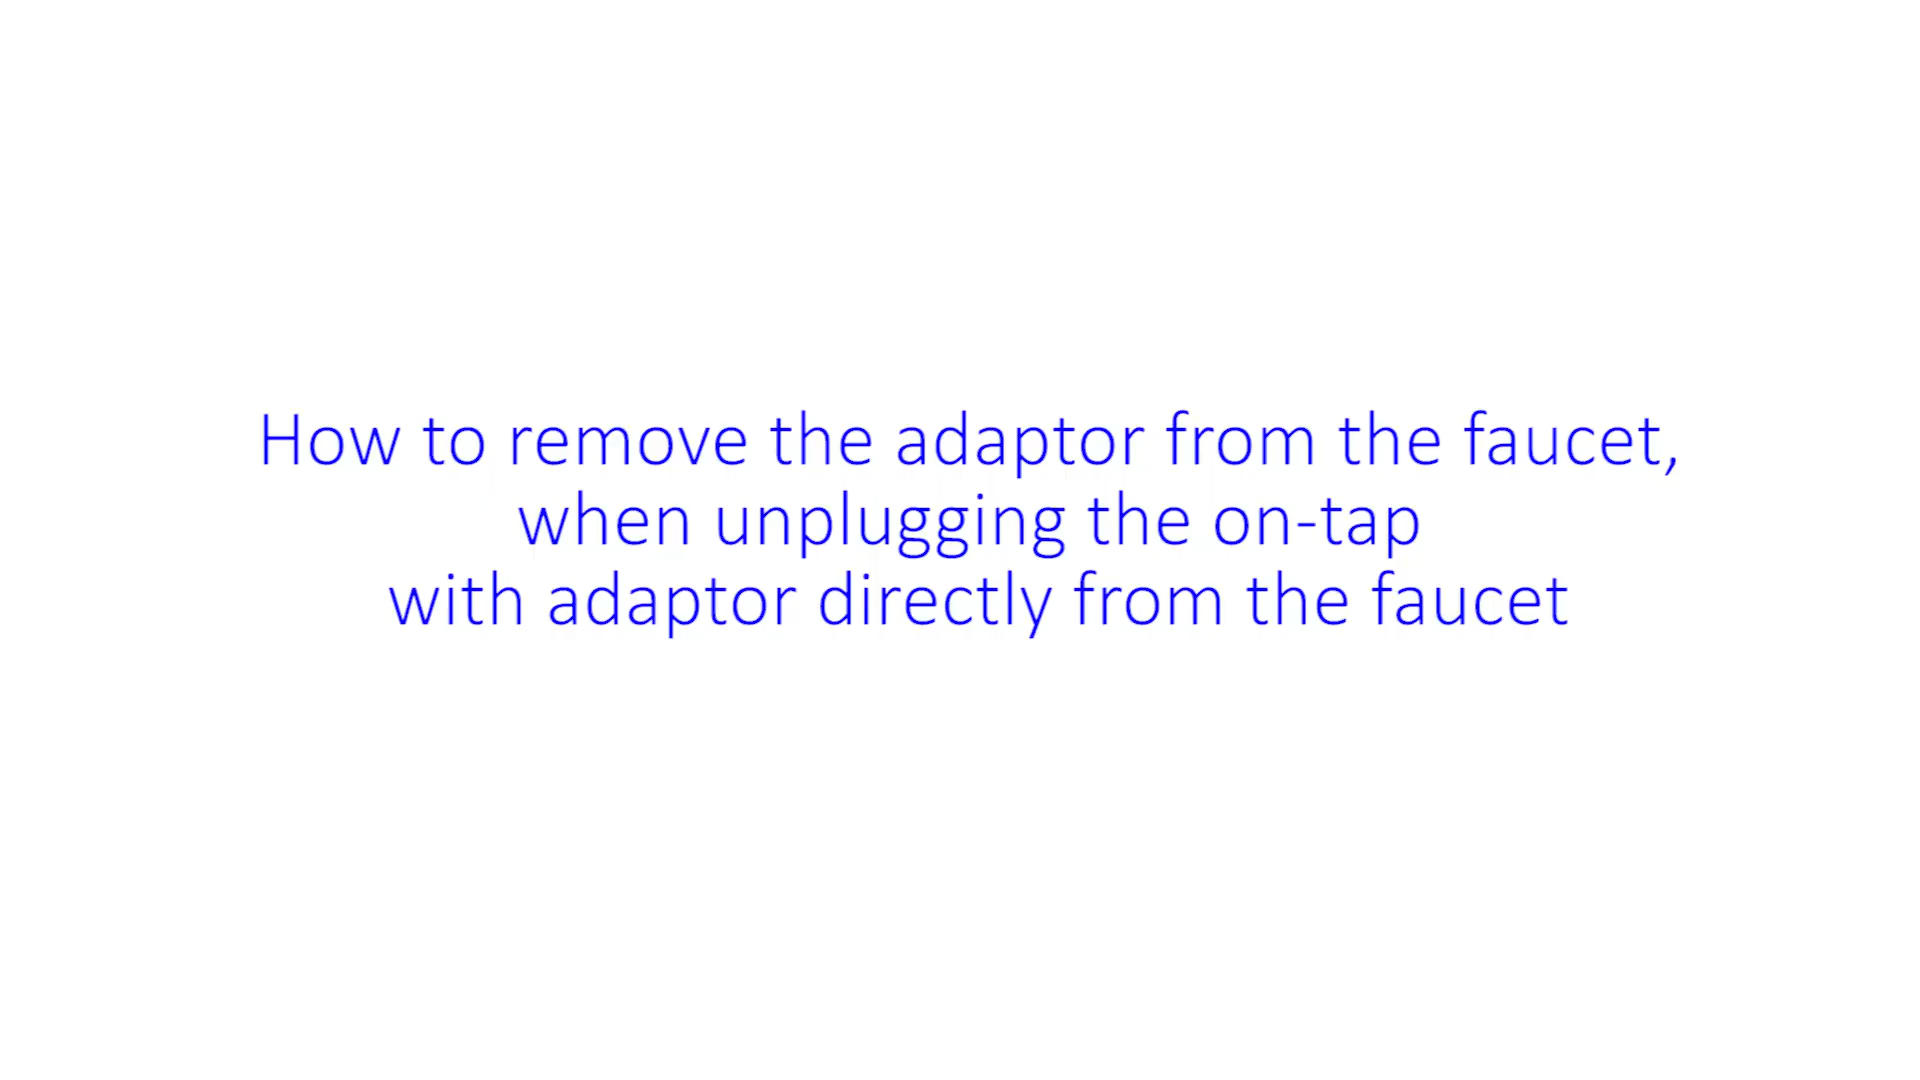 How to remove the adaptor from the faucet,
when unplugging the on-tap
with adaptor directly from the faucet